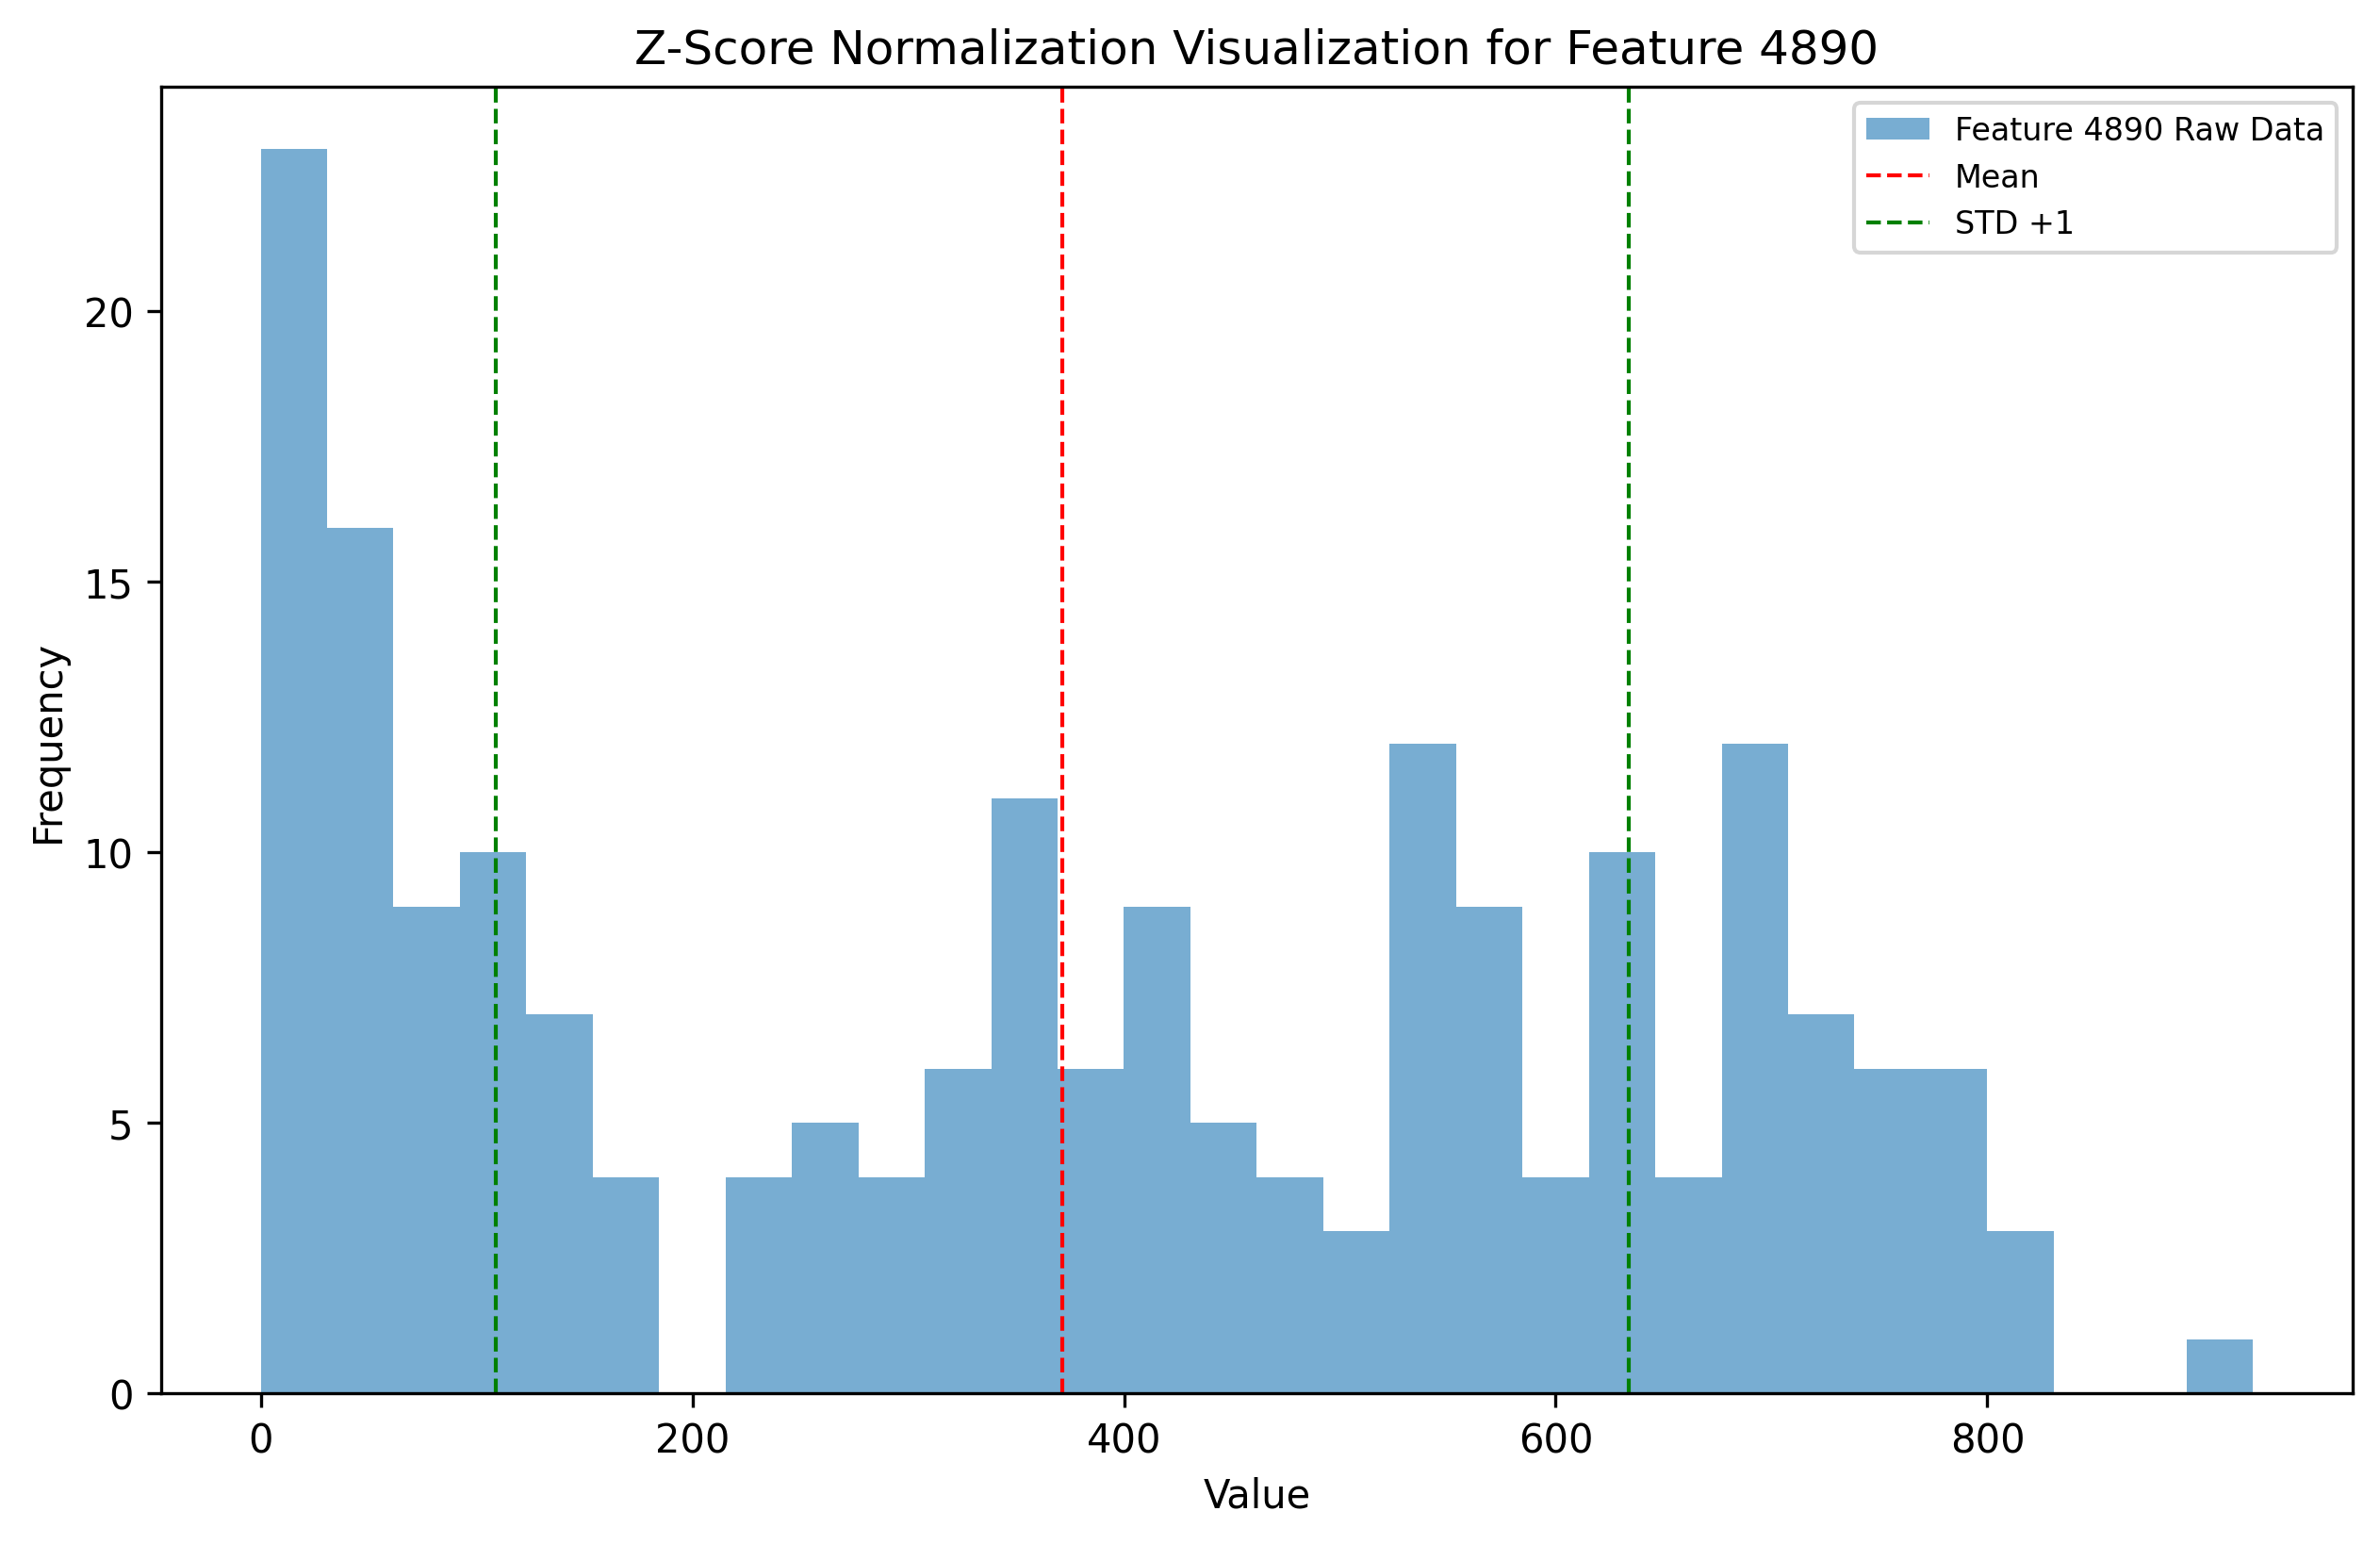 Z-Score Normalization Visualization for Feature 4890
Feature 4890 Raw Data
Mean
STD +1
20
15
10
5
0
Frequency
0 200 400 600 800
Value